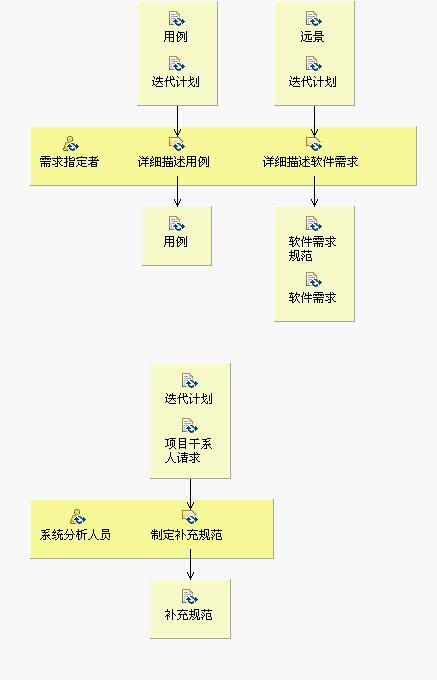 用例
远景
迭代计划
迭代计划
需求指定者
详细描述用例
详细描述软件需求
用例
软件需求
规范
软件需求
迭代计划
项目干系
人请求
系统分析人员
制定补充规范
补充规范